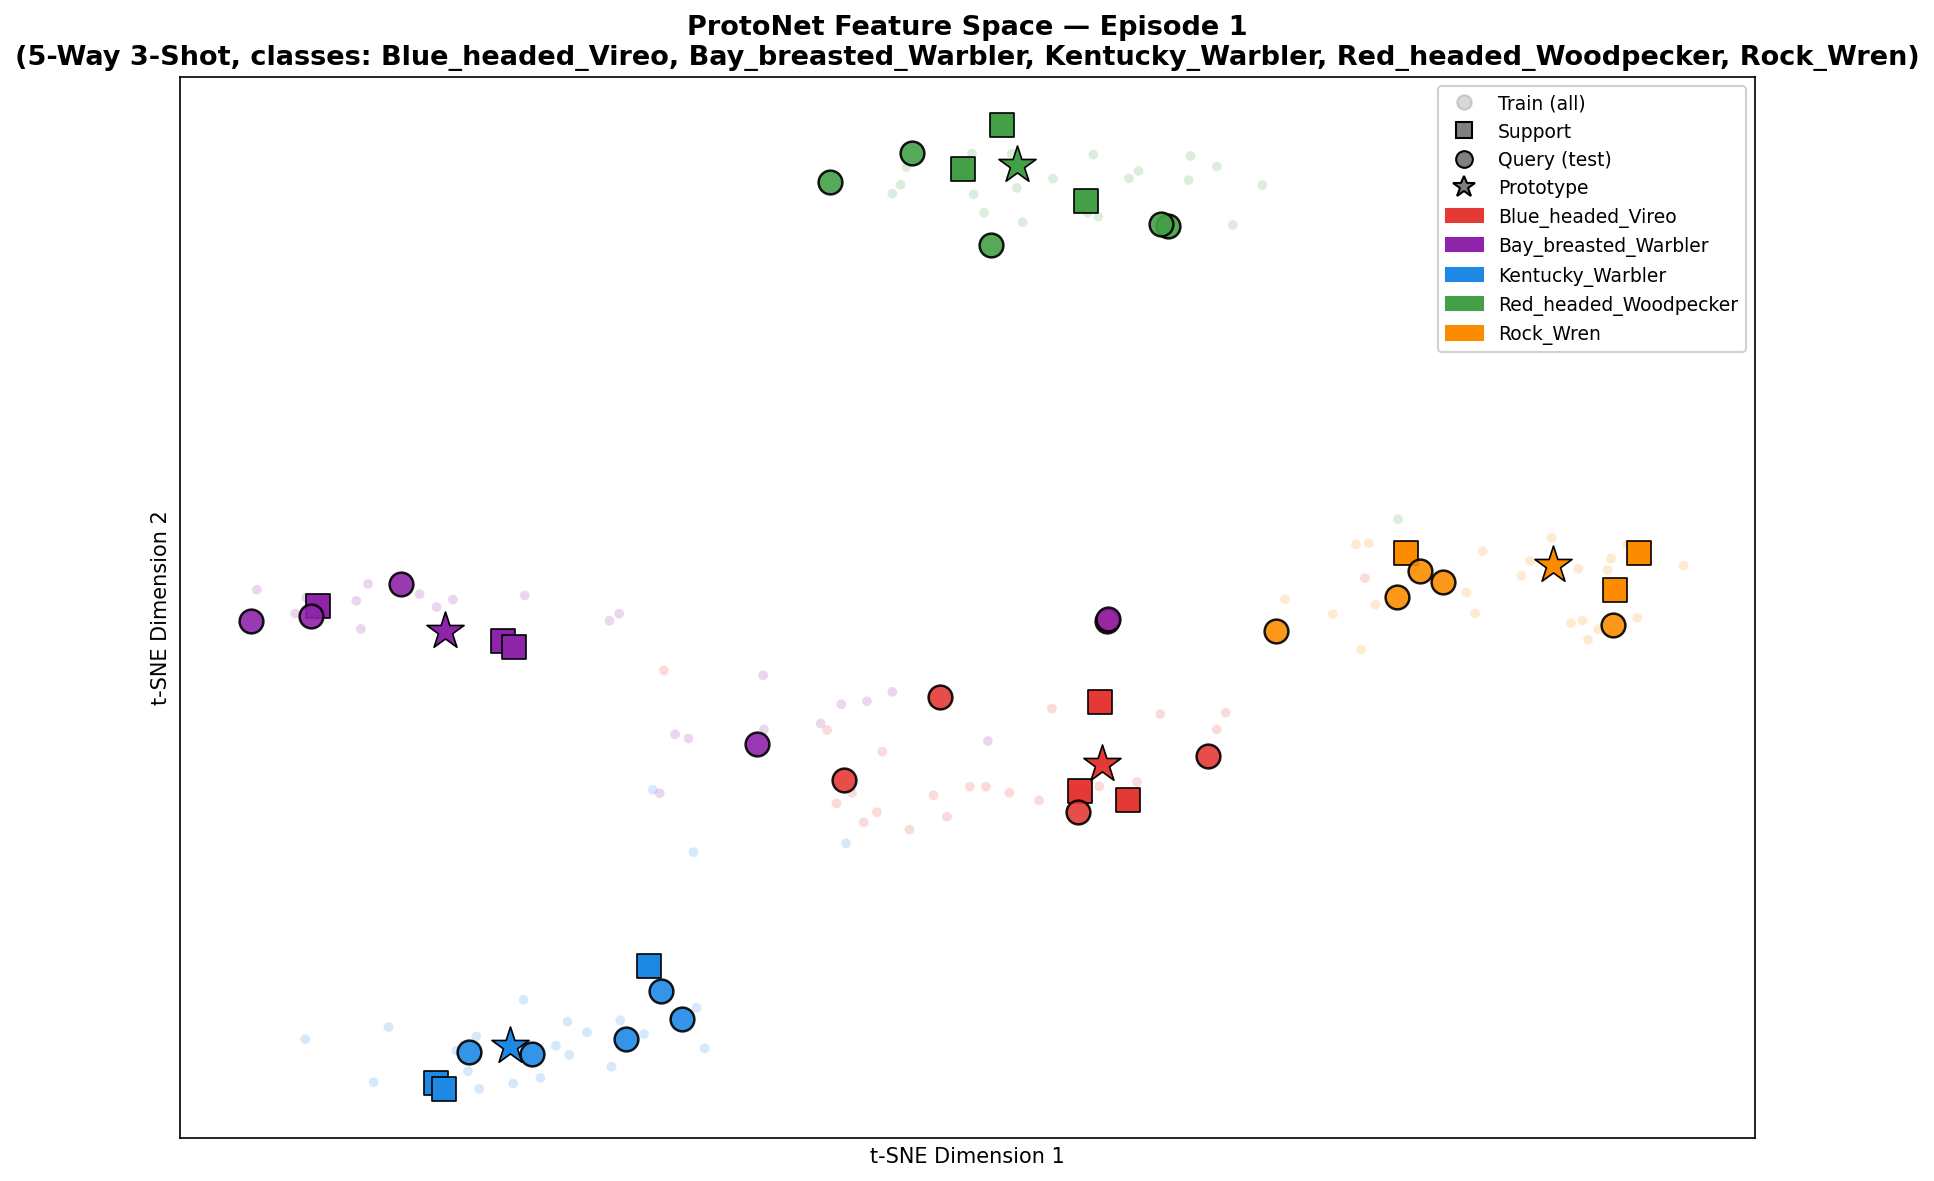 ProtoNet Feature Space — Episode 1
(5-Way 3-Shot, classes: Blue_headed_Vireo, Bay_breasted_Warbler, Kentucky_Warbler, Red_headed_Woodpecker, Rock_Wren)
Train (all)
Support
Query (test)
Prototype
Blue_headed_Vireo
Bay_breasted_Warbler
Kentucky_Warbler
Red_headed_Woodpecker
Rock_Wren
t-SNE Dimension 2
t-SNE Dimension 1